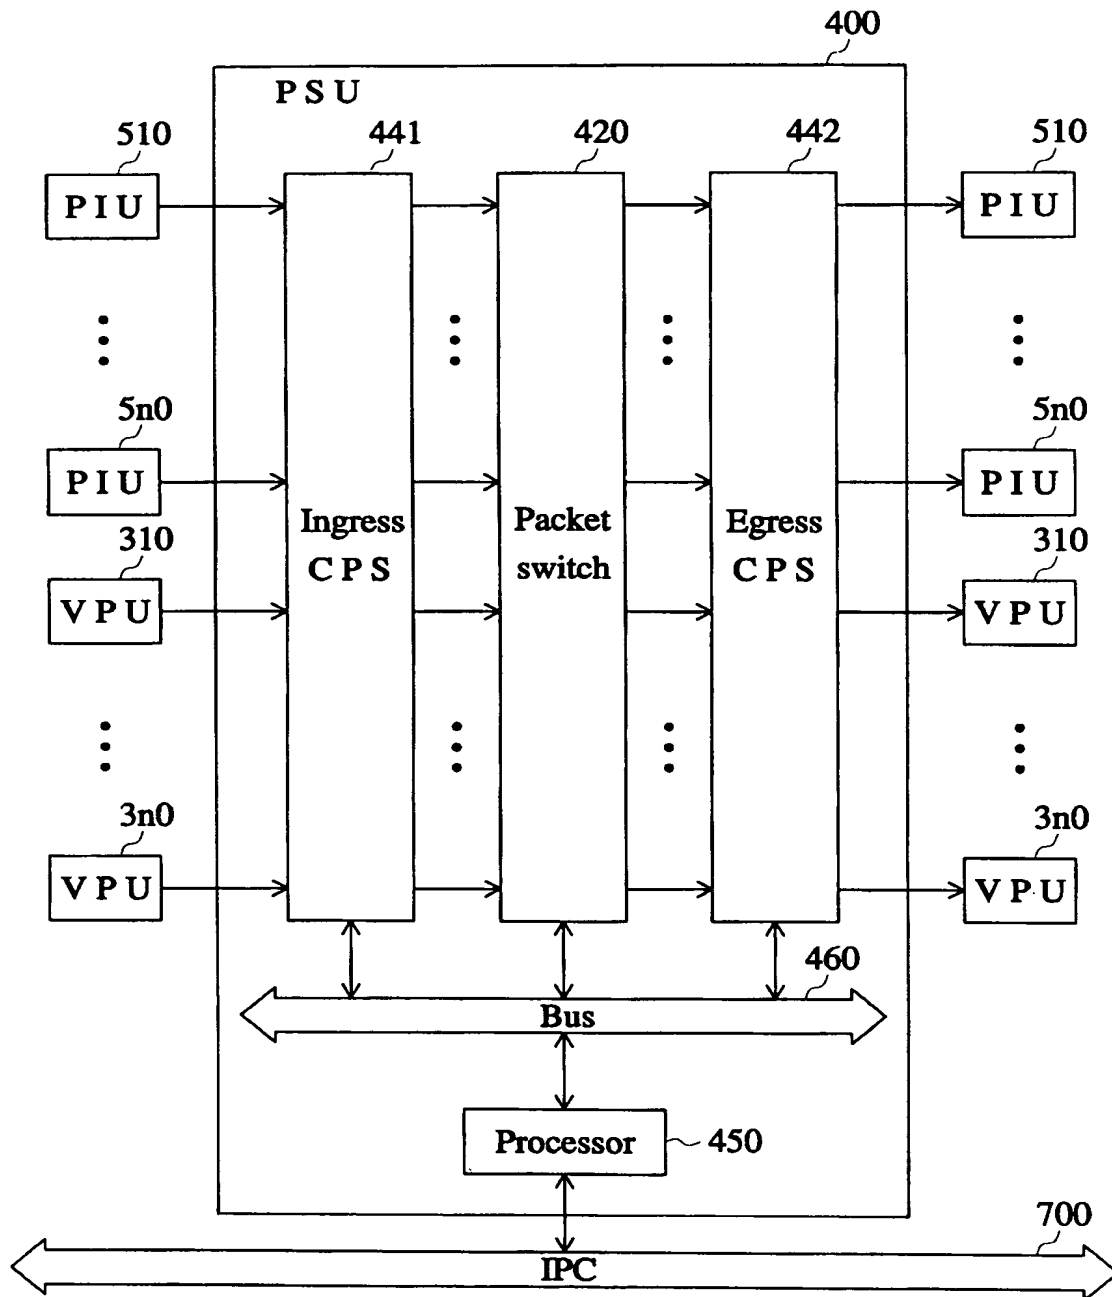 400
PSU
510
441
420
442
510
PIU
PIU
5n0
5n0
PIU
PIU
Ingress
CPS
Packet
switch
Egress
CPS
310
310
VPU
VPU
3n0
3n0
VPU
VPU
460
Bus
Processor
450
700
IPC